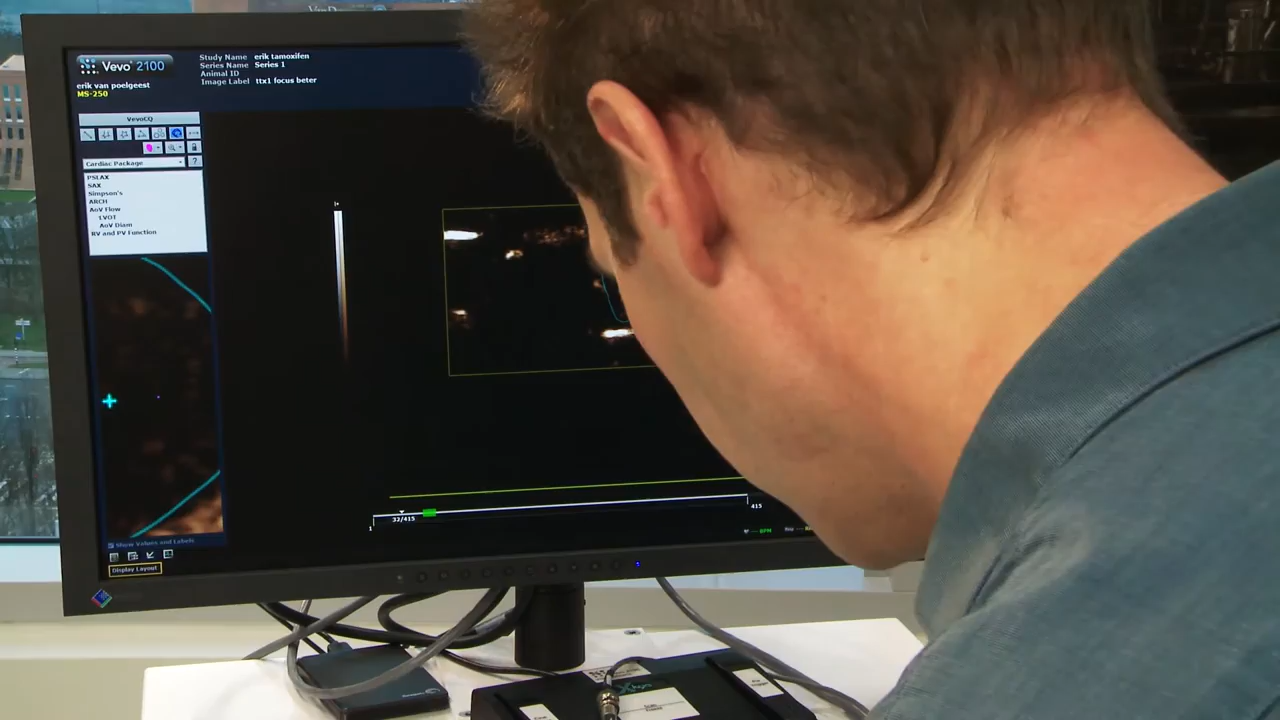 Vevo 2100
Study Name erik tamoxifen
Series Name Series 1
Animal ID
Image Label ttx1 focus beter
erik van poelgeest
MS-250
VevoCQ
Cardiac Package
?
PSLAX
SAX
Simpson's
ARCH
AoV Flow
LVOT
AoV Diam
RV and PV Function
1
32/415
415
BPM
Show Values and Labels
Display Layout